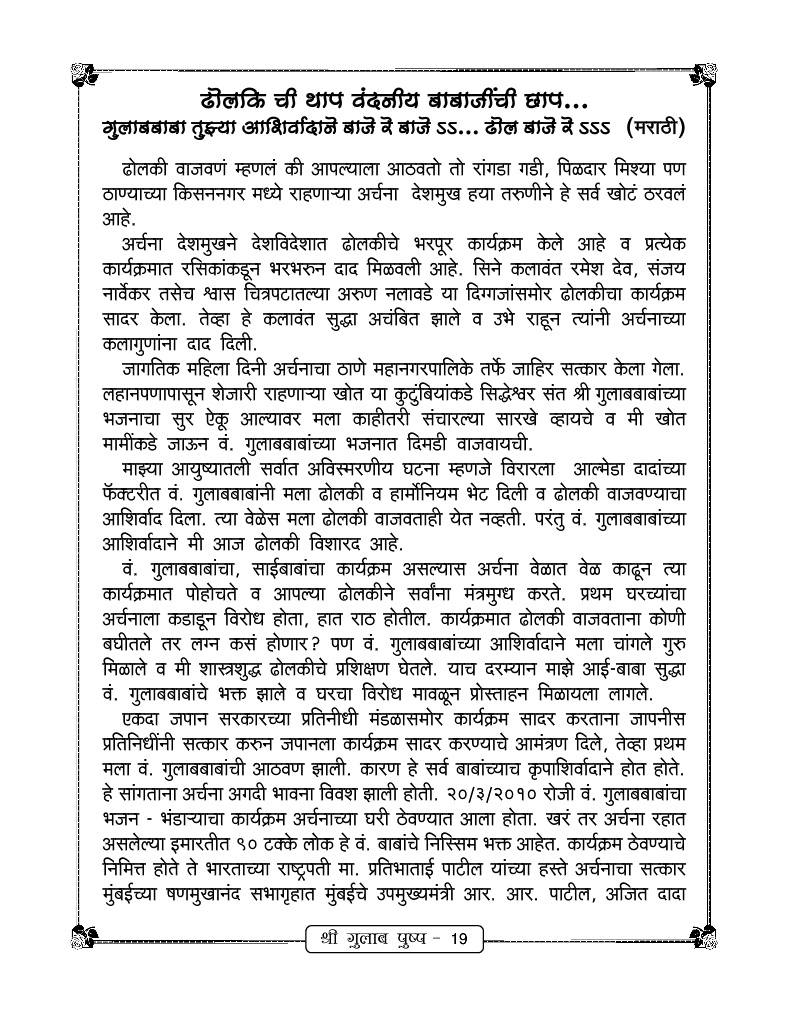 ढोलकि ची थाप वंदनीय बाबाजींची छाप...
गुलाबबाबा तुझ्या आशिर्वादाने बाजे रे बाजे ऽऽ... ढोल बाजे रे ऽऽऽ (मराठी)
ढोलकी वाजवणं म्हणलं की आपल्याला आठवतो तो रांगडा गडी, पिळदार मिश्या पण
ठाण्याच्या किसननगर मध्ये राहणाऱ्या अर्चना देशमुख हया तरुणीने हे सर्व खोटं ठरवलं
आहे.
अर्चना देशमुखने देशविदेशात ढोलकीचे भरपूर कार्यक्रम केले आहे व प्रत्येक
कार्यक्रमात रसिकांकडून भरभरुन दाद मिळवली आहे. सिने कलावंत रमेश देव, संजय
नार्वेकर तसेच श्वास चित्रपटातल्या अरुण नलावडे या दिग्गजांसमोर ढोलकीचा कार्यक्रम
सादर केला. तेव्हा हे कलावंत सुद्धा अचंबित झाले व उभे राहून त्यांनी अर्चनाच्या
कलागुणांना दाद दिली.
जागतिक महिला दिनी अर्चनाचा ठाणे महानगरपालिके तर्फे जाहिर सत्कार केला गेला.
लहानपणापासून शेजारी राहणाऱ्या खोत या कुटुंबियांकडे सिद्धेश्वर संत श्री गुलाबबाबांच्या
भजनाचा सुर ऐकू आल्यावर मला काहीतरी संचारल्या सारखे व्हायचे व मी खोत
मामींकडे जाऊन वं. गुलाबबाबांच्या भजनात दिमडी वाजवायची.
माझ्या आयुष्यातली सर्वात अविस्मरणीय घटना म्हणजे विरारला आल्मेडा दादांच्या
फॅक्टरीत वं. गुलाबबाबांनी मला ढोलकी व हार्मोनियम भेट दिली व ढोलकी वाजवण्याचा
आशिर्वाद दिला. त्या वेळेस मला ढोलकी वाजवताही येत नव्हती. परंतु वं. गुलाबबाबांच्या
आशिर्वादाने मी आज ढोलकी विशारद आहे.
वं. गुलाबबाबांचा, साईबाबांचा कार्यक्रम असल्यास अर्चना वेळात वेळ काढून त्या
कार्यक्रमात पोहोचते व आपल्या ढोलकीने सर्वांना मंत्रमुग्ध करते. प्रथम घरच्यांचा
अर्चनाला कडाडून विरोध होता, हात राठ होतील. कार्यक्रमात ढोलकी वाजवताना कोणी
बघीतले तर लग्न कसं होणार? पण वं. गुलाबबाबांच्या आशिर्वादाने मला चांगले गुरु
मिळाले व मी शास्त्रशुद्ध ढोलकीचे प्रशिक्षण घेतले. याच दरम्यान माझे आई-बाबा सुद्धा
वं. गुलाबबाबांचे भक्त झाले व घरचा विरोध मावळून प्रोस्ताहन मिळायला लागले.
एकदा जपान सरकारच्या प्रतिनीधी मंडळासमोर कार्यक्रम सादर करताना जापनीस
प्रतिनिधींनी सत्कार करुन जपानला कार्यक्रम सादर करण्याचे आमंत्रण दिले, तेव्हा प्रथम
मला वं. गुलाबबाबांची आठवण झाली. कारण हे सर्व बाबांच्याच कृपाशिर्वादाने होत होते.
हे सांगताना अर्चना अगदी भावना विवश झाली होती. २०/३/२०१० रोजी वं. गुलाबबाबांचा
भजन - भंडाऱ्याचा कार्यक्रम अर्चनाच्या घरी ठेवण्यात आला होता. खरं तर अर्चना रहात
असलेल्या इमारतीत ९० टक्के लोक हे वं. बाबांचे निस्सिम भक्त आहेत. कार्यक्रम ठेवण्याचे
निमित्त होते ते भारताच्या राष्ट्रपती मा. प्रतिभाताई पाटील यांच्या हस्ते अर्चनाचा सत्कार
मुंबईच्या षणमुखानंद सभागृहात मुंबईचे उपमुख्यमंत्री आर. आर. पाटील, अजित दादा
श्री गुलाब पुष्प - 19